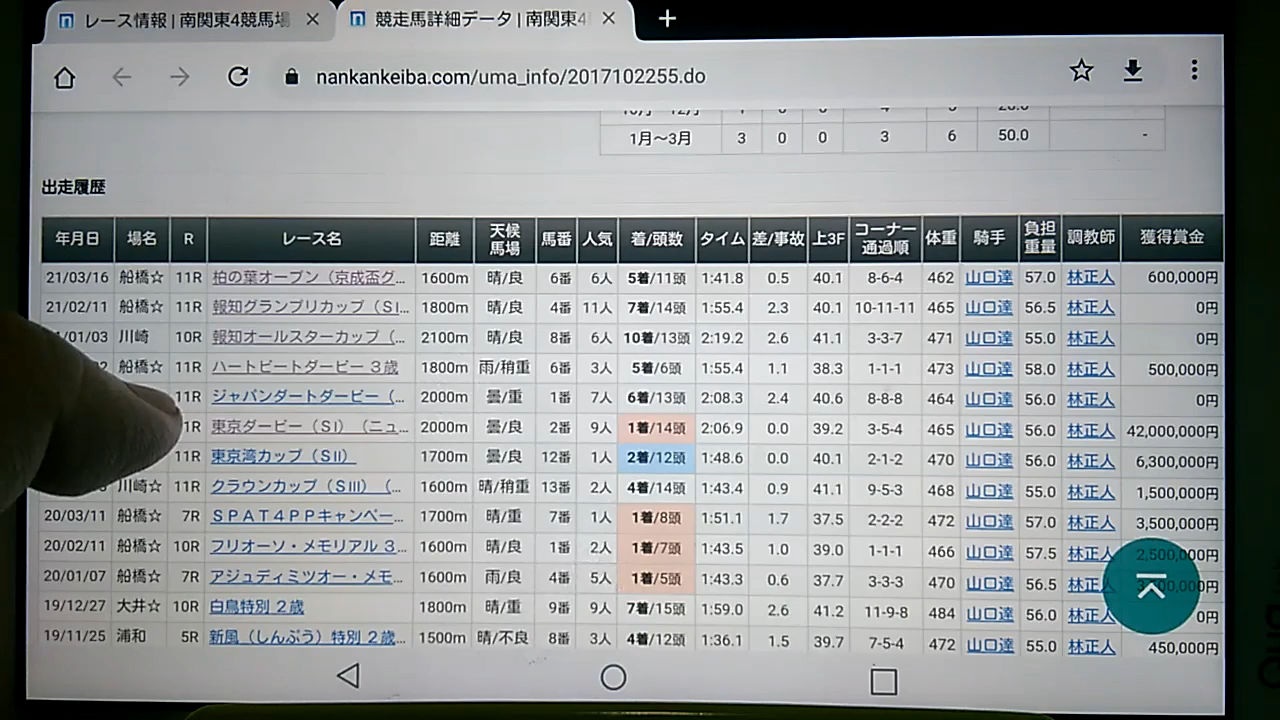 レース情報 | 南関東4競馬場 ×
競走馬詳細データ | 南関東4 × +
nankankeiba.com/uma_info/2017102255.do
1月～3月 3 0 0 3 6 50.0 -
出走履歴
年月日 場名 R レース名 距離 天候馬場 馬番 人気 着/頭数 タイム 差/事故 上3F コーナー通過順 体重 騎手 負担重量 調教師 獲得賞金
21/03/16 船橋☆ 11R 柏の葉オープン（京成盃グ... 1600m 晴/良 6番 6人 5着/11頭 1:41.8 0.5 40.1 8-6-4 462 山口達 57.0 林正人 600,000円
21/02/11 船橋☆ 11R 報知グランプリカップ（SI... 1800m 晴/良 4番 11人 7着/14頭 1:55.4 2.3 40.1 10-11-11 465 山口達 56.5 林正人 0円
/01/03 川崎 10R 報知オールスターカップ（... 2100m 晴/良 8番 6人 10着/13頭 2:19.2 2.6 41.1 3-3-7 471 山口達 55.0 林正人 0円
船橋☆ 11R ハートビートダービー 3歳 1800m 雨/稍重 6番 3人 5着/6頭 1:55.4 1.1 38.3 1-1-1 473 山口達 58.0 林正人 500,000円
11R ジャパンダートダービー（... 2000m 曇/重 1番 7人 6着/13頭 2:08.3 2.4 40.6 8-8-8 464 山口達 56.0 林正人 0円
1R 東京ダービー（SI）（ニュ... 2000m 曇/良 2番 9人 1着/14頭 2:06.9 0.0 39.2 3-5-4 465 山口達 56.0 林正人 42,000,000円
11R 東京湾カップ（SII） 1700m 曇/良 12番 1人 2着/12頭 1:48.6 0.0 40.1 2-1-2 470 山口達 56.0 林正人 6,300,000円
川崎☆ 11R クラウンカップ（SIII）（... 1600m 晴/稍重 13番 2人 4着/14頭 1:43.4 0.9 41.1 9-5-3 468 山口達 55.0 林正人 1,500,000円
20/03/11 船橋☆ 7R ＳＰＡＴ４ＰＰキャンペー... 1700m 晴/重 7番 1人 1着/8頭 1:51.1 1.7 37.5 2-2-2 472 山口達 57.0 林正人 3,500,000円
20/02/11 船橋☆ 10R フリオーソ・メモリアル 3... 1600m 晴/良 1番 2人 1着/7頭 1:43.5 1.0 39.0 1-1-1 466 山口達 57.5 林正人 2,500,000円
20/01/07 船橋☆ 7R アジュディミツオー・メモ... 1600m 雨/良 4番 5人 1着/5頭 1:43.3 0.6 37.7 3-3-3 470 山口達 56.5 林正人
19/12/27 大井☆ 10R 白鳥特別 2歳 1800m 晴/重 9番 9人 7着/15頭 1:59.0 2.6 41.2 11-9-8 484 山口達 56.0 林正人 0円
19/11/25 浦和 5R 新風（しんぷう）特別 2歳... 1500m 晴/不良 8番 3人 4着/12頭 1:36.1 1.5 39.7 7-5-4 472 山口達 55.0 林正人 450,000円